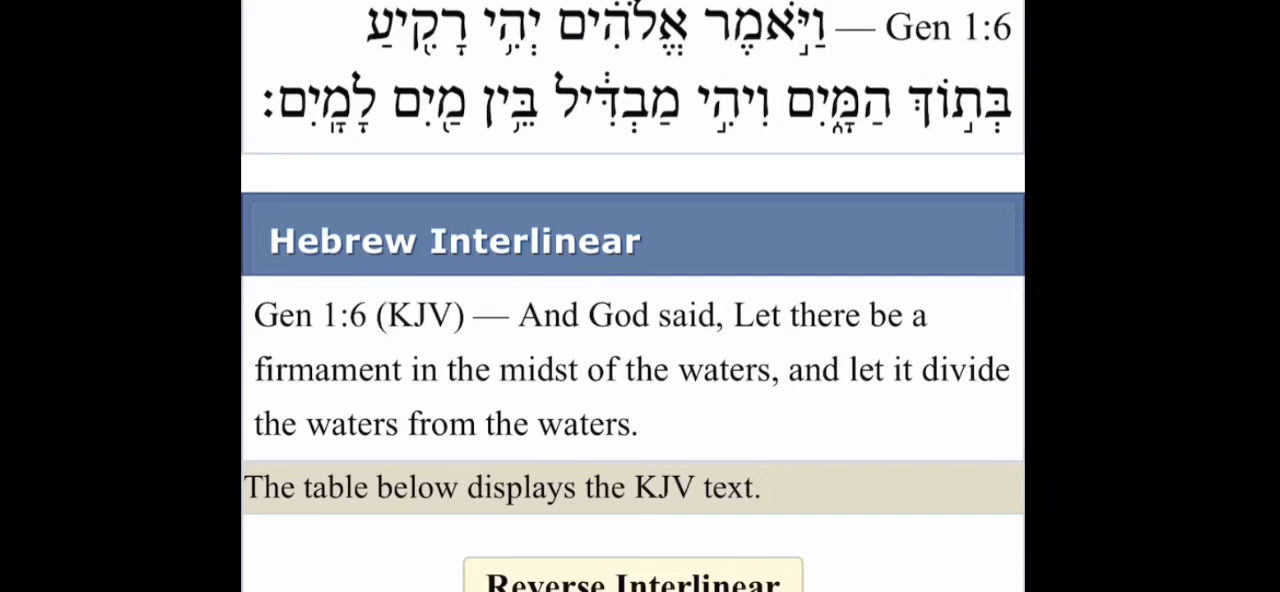 Gen 1:6 — וַיֹּ֣אמֶר אֱלֹהִ֔ים יְהִ֥י רָקִ֖יעַ
בְּת֣וֹךְ הַמָּ֑יִם וִיהִ֣י מַבְדִּ֔יל בֵּ֥ין מַ֖יִם לָמָֽיִם׃
Hebrew Interlinear
Gen 1:6 (KJV) — And God said, Let there be a
firmament in the midst of the waters, and let it divide
the waters from the waters.
The table below displays the KJV text.
Reverse Interlinear